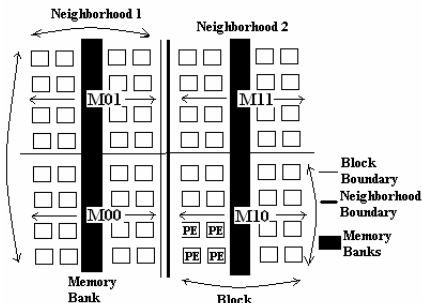 Neighborhood 1
Neighborhood 2
M01
M11
Block
Boundary
Neighborhood
Boundary
Memory
Banks
M00
M10
PE PE
PE PE
Memory
Bank
Block